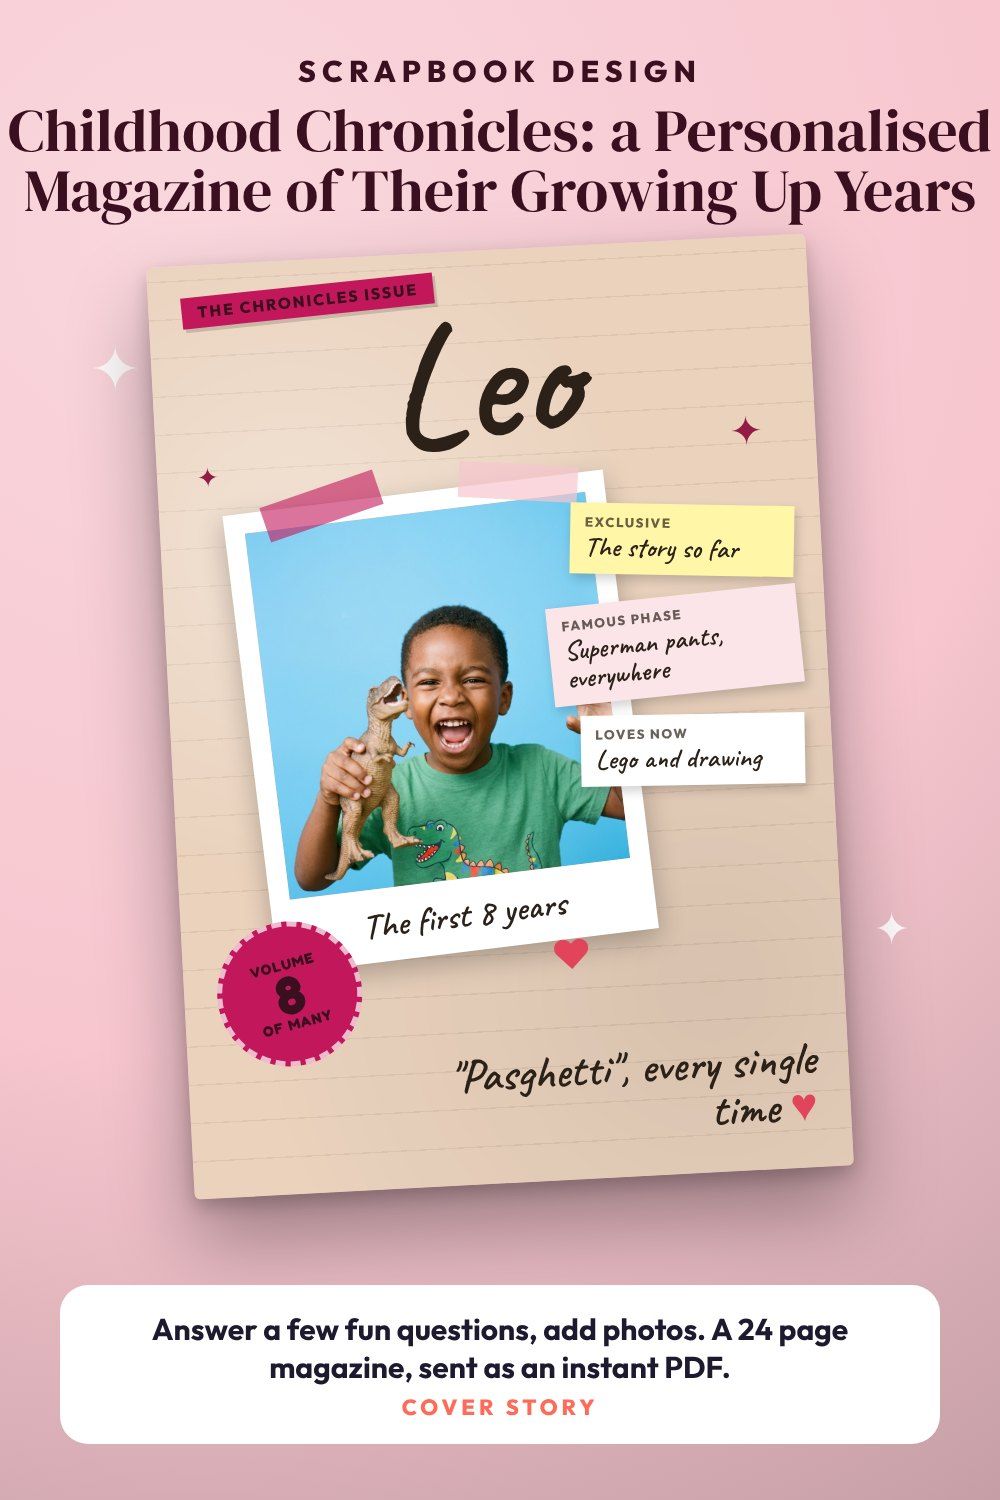 SCRAPBOOK DESIGN
Childhood Chronicles: a Personalised
Magazine of Their Growing Up Years
THE CHRONICLES ISSUE
Leo
EXCLUSIVE
The story so far
FAMOUS PHASE
Superman pants,
everywhere
LOVES NOW
Lego and drawing
The first 8 years
VOLUME
8
OF MANY
"Pasghetti", every single
time ♥
Answer a few fun questions, add photos. A 24 page
magazine, sent as an instant PDF.
COVER STORY